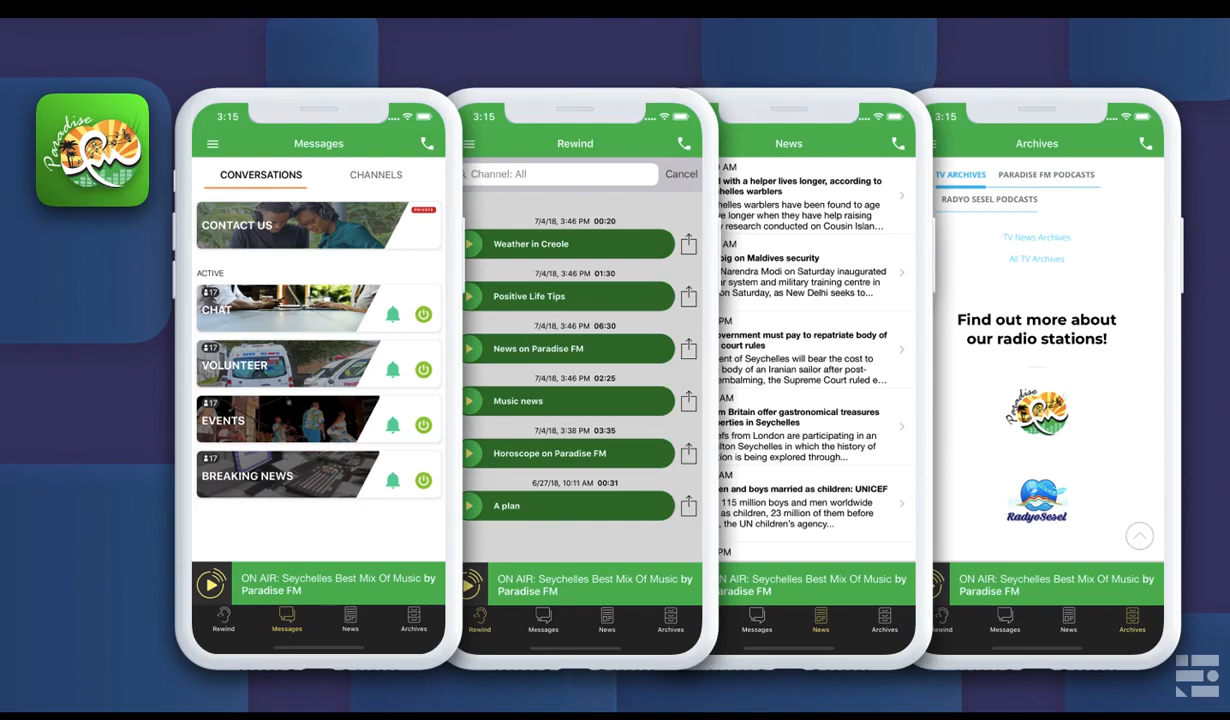 Paradise
FM
3:15
Messages
CONVERSATIONS
CHANNELS
PRIVATE
CONTACT US
ACTIVE
17
CHAT
17
VOLUNTEER
17
EVENTS
17
BREAKING NEWS
ON AIR: Seychelles Best Mix Of Music by
Paradise FM
Rewind
Messages
News
Archives
3:15
Rewind
Channel: All
Cancel
7/4/18, 3:46 PM 00:20
Weather in Creole
7/4/18, 3:46 PM 01:30
Positive Life Tips
7/4/18, 3:46 PM 06:30
News on Paradise FM
7/4/18, 3:46 PM 02:25
Music news
7/4/18, 3:38 PM 03:35
Horoscope on Paradise FM
6/27/18, 10:11 AM 00:31
A plan
ON AIR: Seychelles Best Mix Of Music by
Paradise FM
Rewind
Messages
News
Archives
News
AM
with a helper lives longer, according to
helles warblers
helles warblers have been found to age
ve longer when they have help raising
research conducted on Cousin Islan...
AM
big on Maldives security
Narendra Modi on Saturday inaugurated
ar system and military training centre in
on Saturday, as New Delhi seeks to...
PM
overnment must pay to repatriate body of
court rules
ent of Seychelles will bear the cost to
body of an Iranian sailor after post-
embalming, the Supreme Court ruled e...
AM
m Britain offer gastronomical treasures
perties in Seychelles
efs from London are participating in an
ilton Seychelles in which the history of
tion is being explored through...
AM
en and boys married as children: UNICEF
115 million boys and men worldwide
as children, 23 million of them before
, the UN children's agency...
PM
N AIR: Seychelles Best Mix Of Music by
aradise FM
Messages
News
Archives
3:15
Archives
TV ARCHIVES
PARADISE FM PODCASTS
RADYO SESEL PODCASTS
TV News Archives
All TV Archives
Find out more about
our radio stations!
Paradise
FM
RadyoSesel
ON AIR: Seychelles Best Mix Of Music by
Paradise FM
ewind
Messages
News
Archives